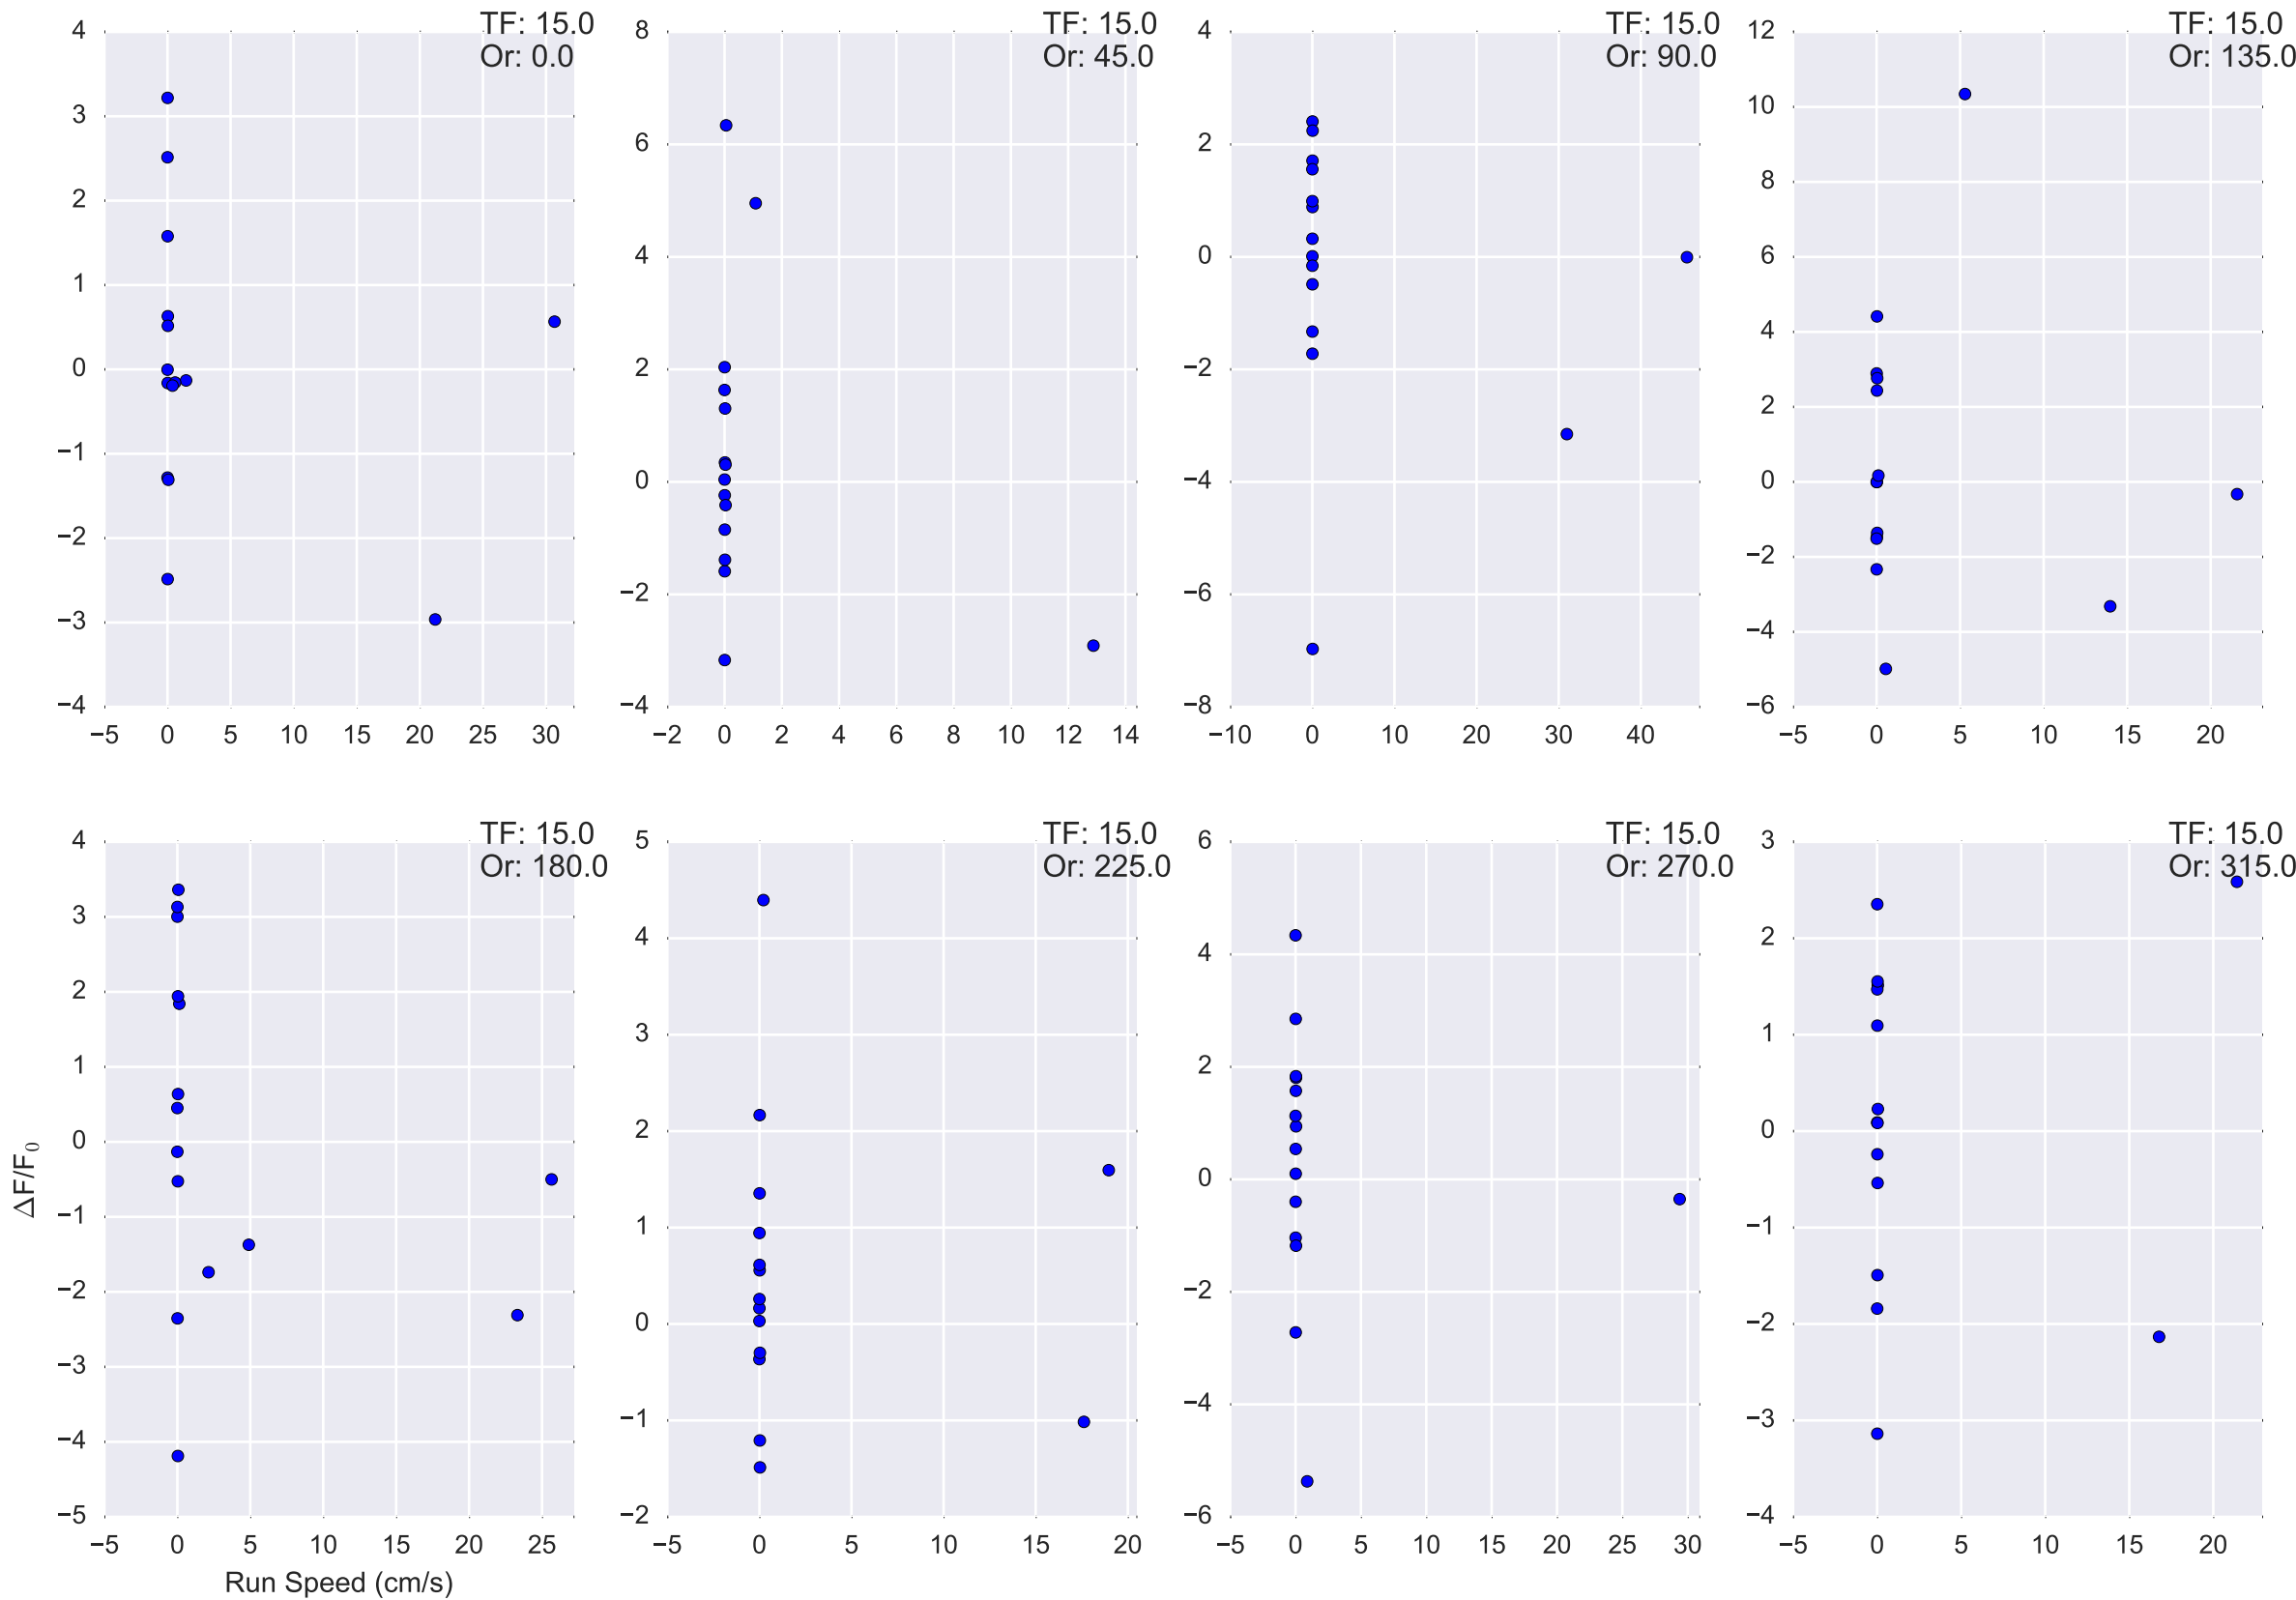 TF: 15.0
Or: 0.0
4
3
2
1
0
−1
−2
−3
−4
−5 0 5 10 15 20 25 30
TF: 15.0
Or: 45.0
8
6
4
2
0
−2
−4
−2 0 2 4 6 8 10 12 14
TF: 15.0
Or: 90.0
4
2
0
−2
−4
−6
−8
−10 0 10 20 30 40
TF: 15.0
Or: 135.0
12
10
8
6
4
2
0
−2
−4
−6
−5 0 5 10 15 20
TF: 15.0
Or: 180.0
4
3
2
1
0
−1
−2
−3
−4
−5
−5 0 5 10 15 20 25
ΔF/F₀
Run Speed (cm/s)
TF: 15.0
Or: 225.0
5
4
3
2
1
0
−1
−2
−5 0 5 10 15 20
TF: 15.0
Or: 270.0
6
4
2
0
−2
−4
−6
−5 0 5 10 15 20 25 30
TF: 15.0
Or: 315.0
3
2
1
0
−1
−2
−3
−4
−5 0 5 10 15 20